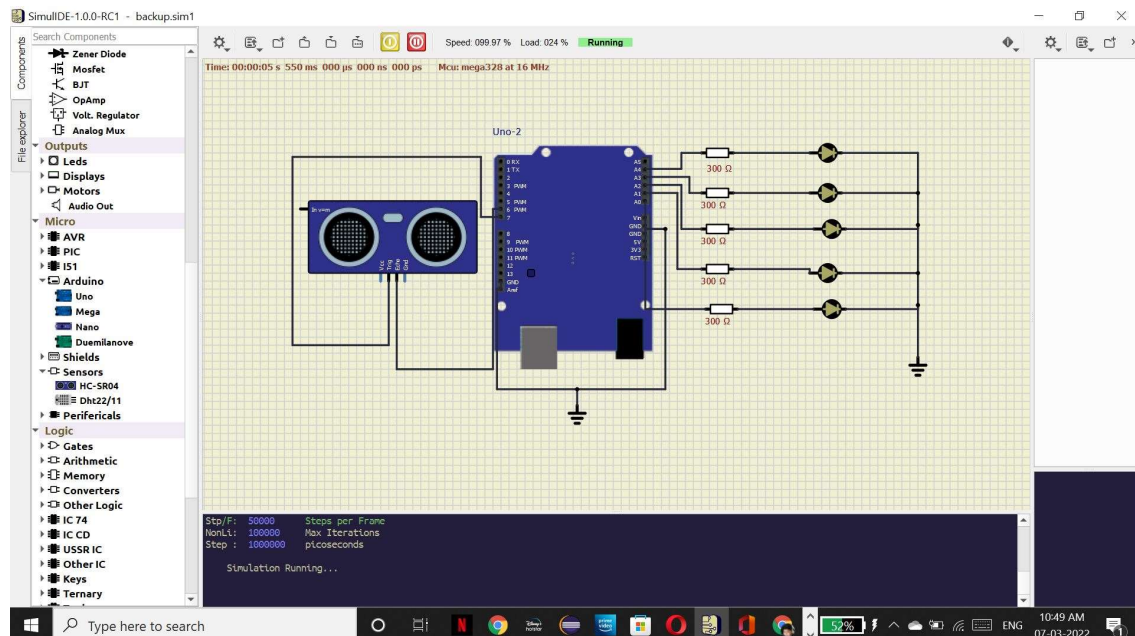 SimulIDE-1.0.0-RC1 - backup.sim1
Components
File explorer
Search Components
Zener Diode
Mosfet
BJT
OpAmp
Volt. Regulator
Analog Mux
Outputs
Leds
Displays
Motors
Audio Out
Micro
AVR
PIC
I51
Arduino
Uno
Mega
Nano
Duemilanove
Shields
Sensors
HC-SR04
Dht22/11
Perifericals
Logic
Gates
Arithmetic
Memory
Converters
Other Logic
IC 74
IC CD
USSR IC
Other IC
Keys
Ternary
Speed: 099.97 % Load: 024 % Running
Time: 00:00:05 s 550 ms 000 µs 000 ns 000 ps Mcu: mega328 at 16 MHz
Uno-2
0 RX
1 TX
2
3 PWM
4
5 PWM
6 PWM
7
8
9 PWM
10 PWM
11 PWM
12
13
GND
Aref
A5
A4
A3
A2
A1
A0
Vin
GND
GND
5V
3V3
RST
In v=m
Vcc
Trig
Echo
Gnd
300 Ω
300 Ω
300 Ω
300 Ω
300 Ω
Stp/F: 50000 Steps per Frame
NonLi: 100000 Max Iterations
Step : 1000000 picoseconds
Simulation Running...
Type here to search
prime video
hotstar
52%
ENG
10:49 AM
07-03-2022
1